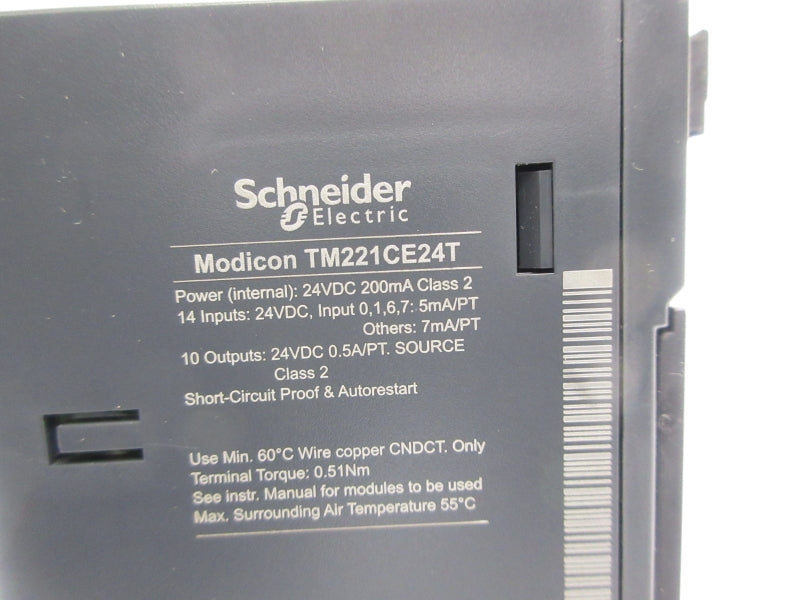 Schneider
Electric
Modicon TM221CE24T
Power (internal): 24VDC 200mA Class 2
14 Inputs: 24VDC, Input 0,1,6,7: 5mA/PT
Others: 7mA/PT
10 Outputs: 24VDC 0.5A/PT. SOURCE
Class 2
Short-Circuit Proof & Autorestart
Use Min. 60°C Wire copper CNDCT. Only
Terminal Torque: 0.51Nm
See instr. Manual for modules to be used
Max. Surrounding Air Temperature 55°C